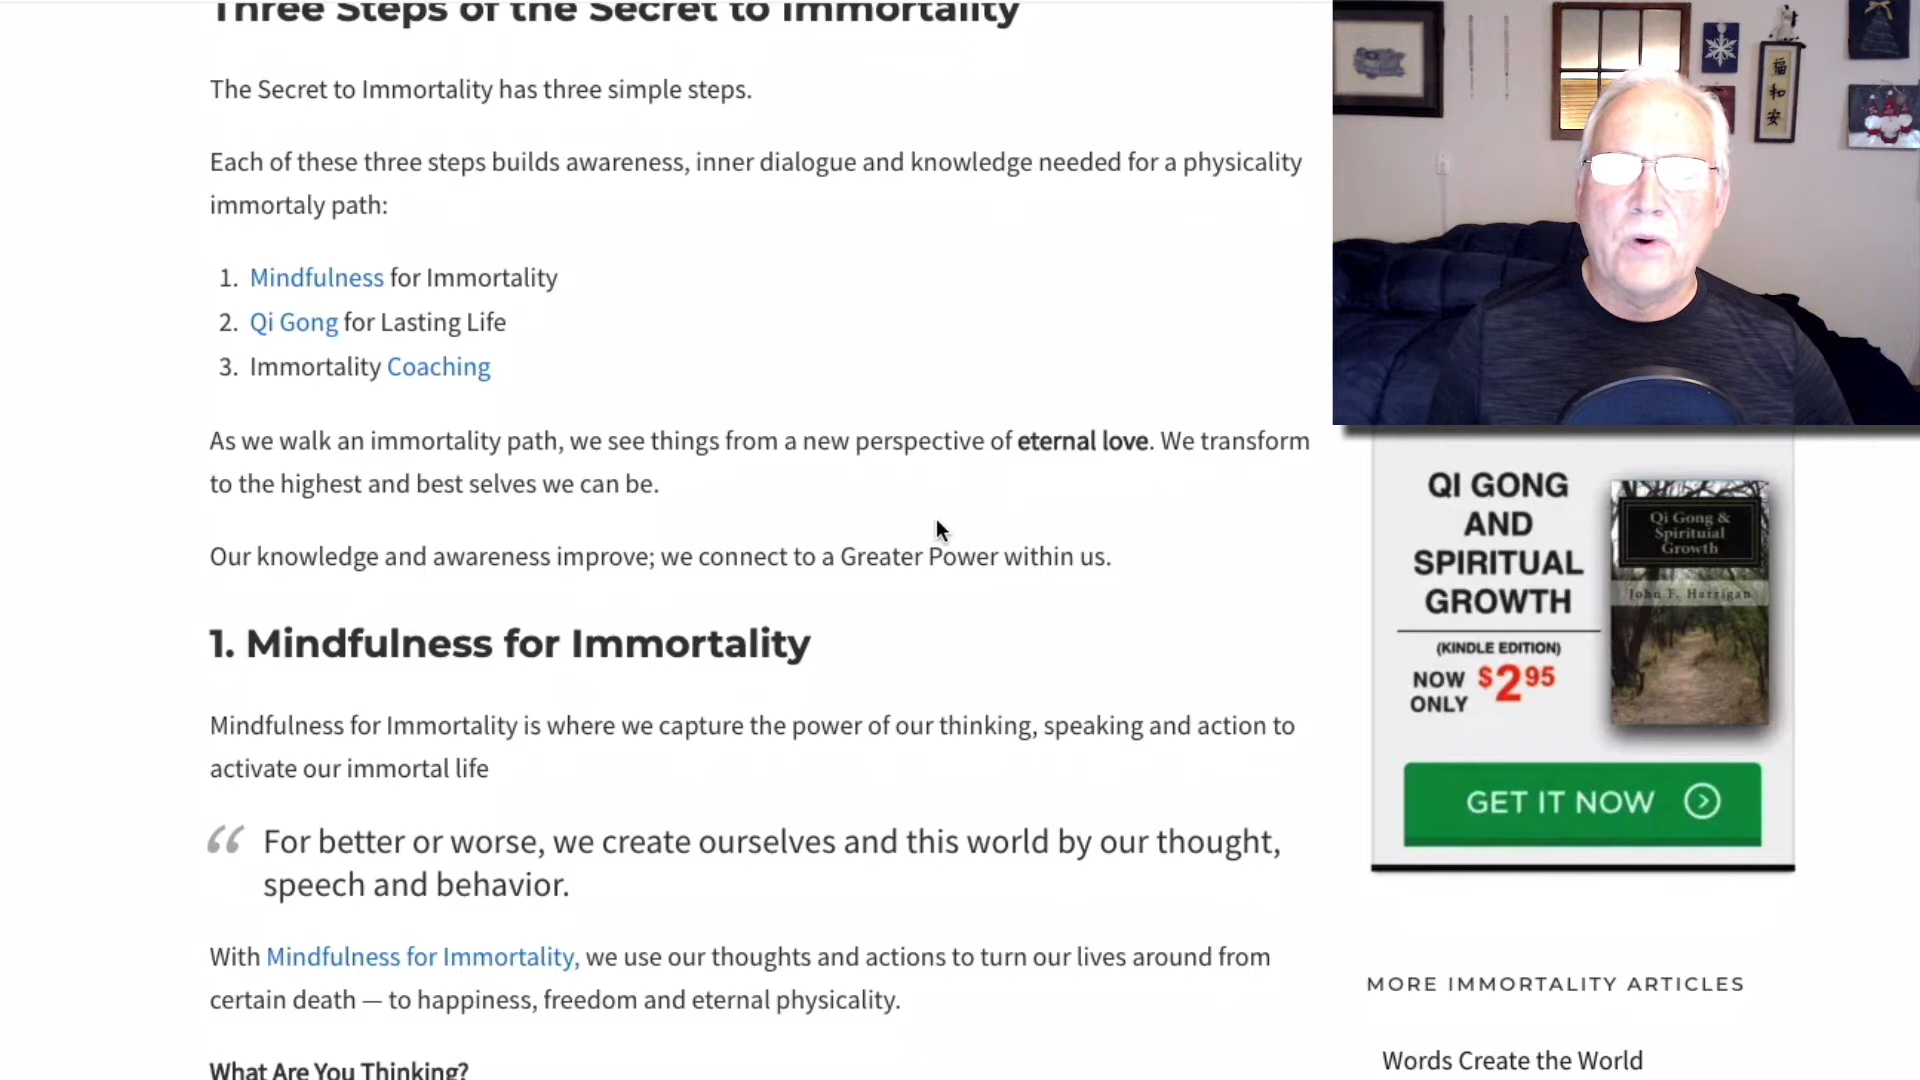 Three Steps of the Secret to Immortality
The Secret to Immortality has three simple steps.
Each of these three steps builds awareness, inner dialogue and knowledge needed for a physicality
immortaly path:
1. Mindfulness for Immortality
2. Qi Gong for Lasting Life
3. Immortality Coaching
As we walk an immortality path, we see things from a new perspective of eternal love. We transform
to the highest and best selves we can be.
Our knowledge and awareness improve; we connect to a Greater Power within us.
1. Mindfulness for Immortality
Mindfulness for Immortality is where we capture the power of our thinking, speaking and action to
activate our immortal life
“ For better or worse, we create ourselves and this world by our thought,
speech and behavior.
With Mindfulness for Immortality, we use our thoughts and actions to turn our lives around from
certain death — to happiness, freedom and eternal physicality.
What Are You Thinking?
福
和
安
QI GONG
AND
SPIRITUAL
GROWTH
(KINDLE EDITION)
NOW
ONLY
$2.95
Qi Gong &
Spirituial
Growth
John F. Harrigan
GET IT NOW
MORE IMMORTALITY ARTICLES
Words Create the World